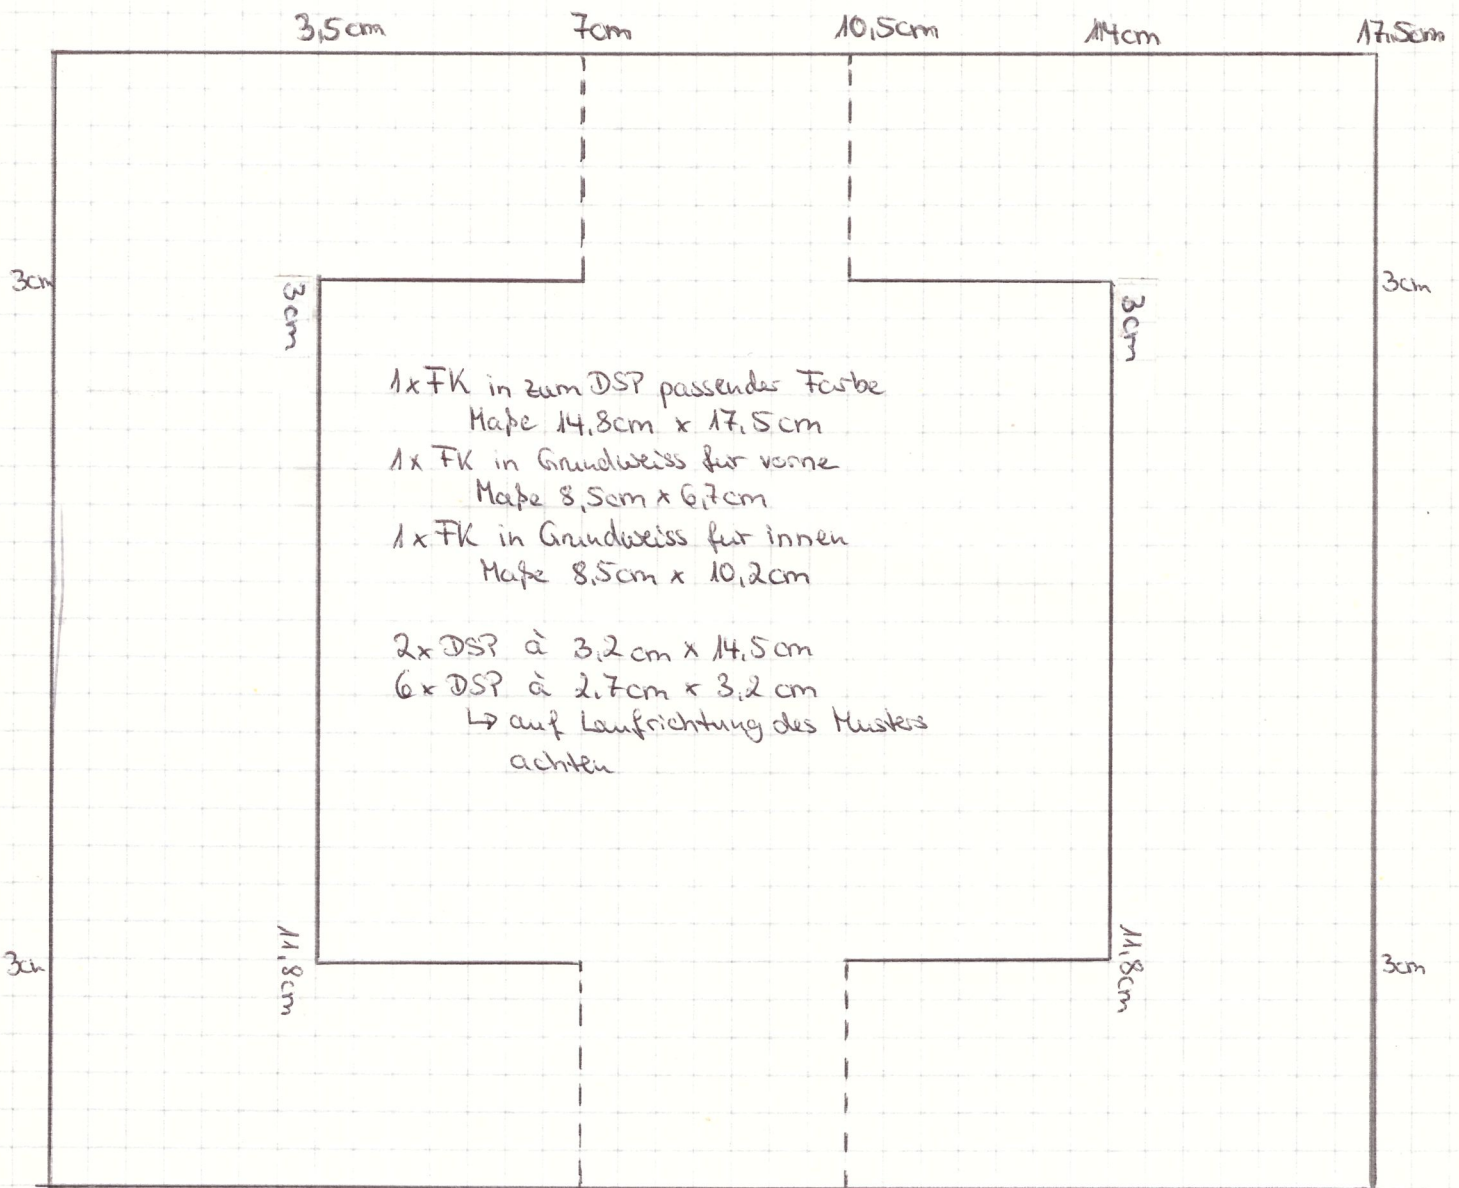 3,5cm 7cm 10,5cm 14cm 17,5cm
3cm 3cm
3cm 3cm
1x FK in zum DSP passender Farbe
Maße 14,8cm x 17,5cm
1x FK in Grundweiss fur vorne
Maße 8,5cm x 6,7cm
1x FK in Grundweiss fur innen
Maße 8,5cm x 10,2cm
2x DSP à 3,2cm x 14,5cm
6x DSP à 2,7cm x 3,2cm
↳ auf Laufrichtung des Musters
achten
11,8cm 11,8cm
3cm 3cm